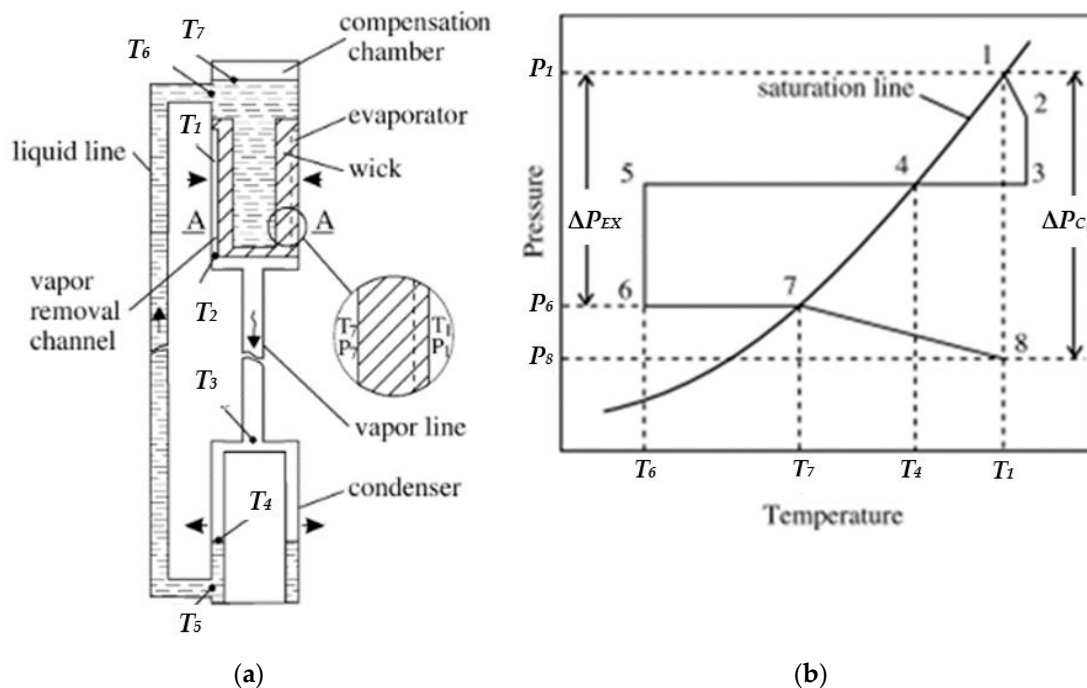 T7
T6
compensation
chamber
T1
evaporator
liquid line
wick
A
A
vapor
removal
channel
T2
T7
P7
T1
P1
T3
vapor line
condenser
T4
T5
(a)
P1
1
saturation line
2
5
4
3
ΔPEX
ΔPC
Pressure
6
7
P6
8
P8
T6
T7
T4
T1
Temperature
(b)